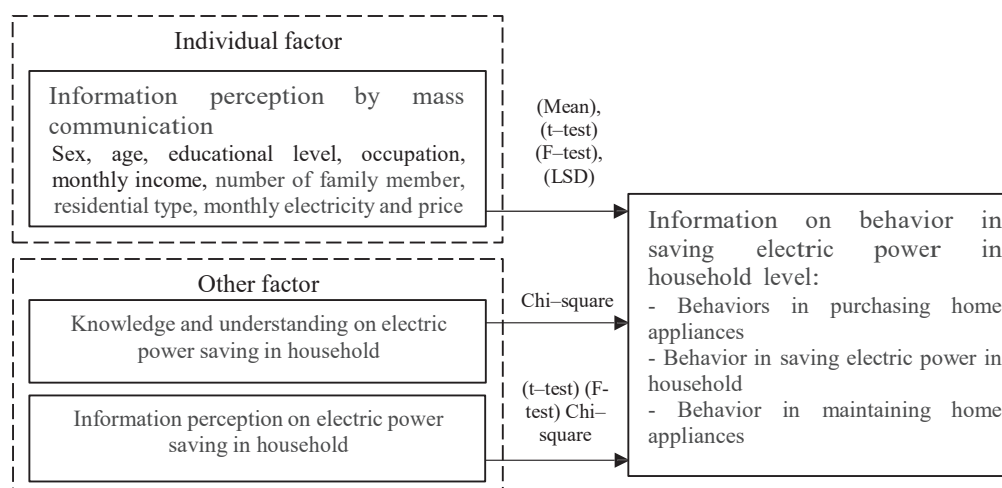 Individual factor
Information perception by mass
communication
Sex, age, educational level, occupation,
monthly income, number of family member,
residential type, monthly electricity and price
(Mean),
(t–test)
(F–test),
(LSD)
Other factor
Knowledge and understanding on electric
power saving in household
Chi–square
Information perception on electric power
saving in household
(t–test) (F-
test) Chi–
square
Information on behavior in
saving electric power in
household level:
- Behaviors in purchasing home
appliances
- Behavior in saving electric power in
household
- Behavior in maintaining home
appliances